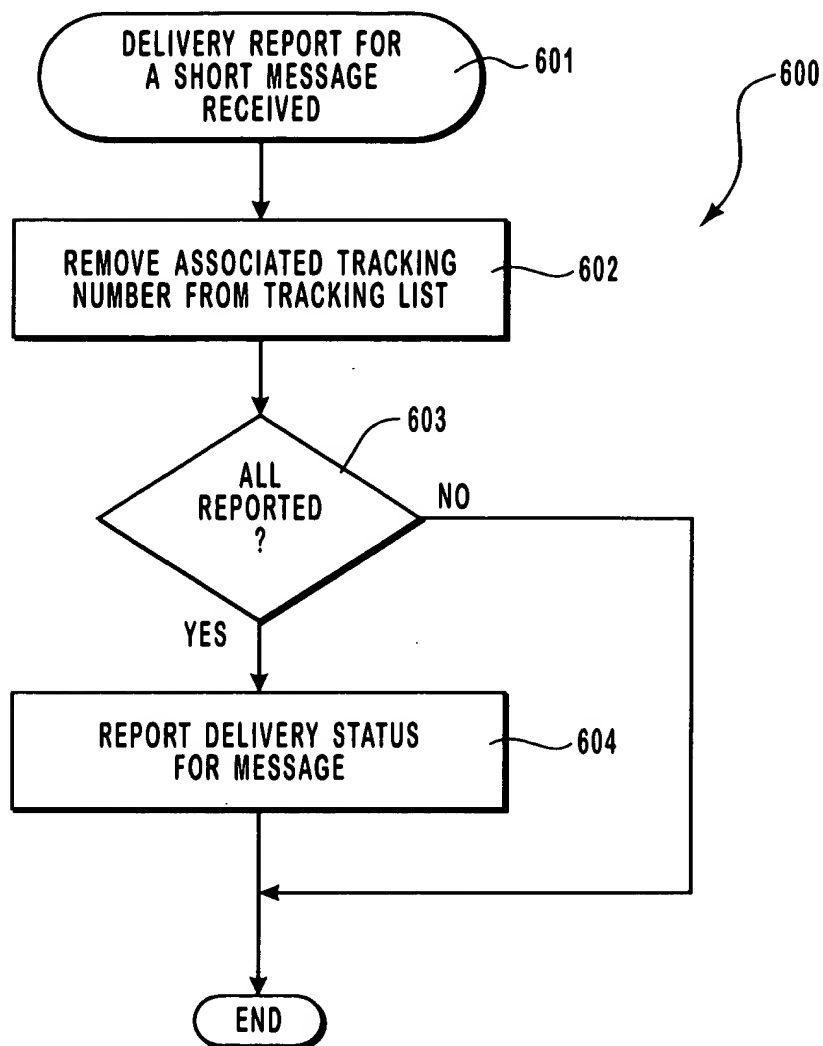 DELIVERY REPORT FOR
A SHORT MESSAGE
RECEIVED
601
600
REMOVE ASSOCIATED TRACKING
NUMBER FROM TRACKING LIST
602
603
ALL
REPORTED
?
NO
YES
REPORT DELIVERY STATUS
FOR MESSAGE
604
END